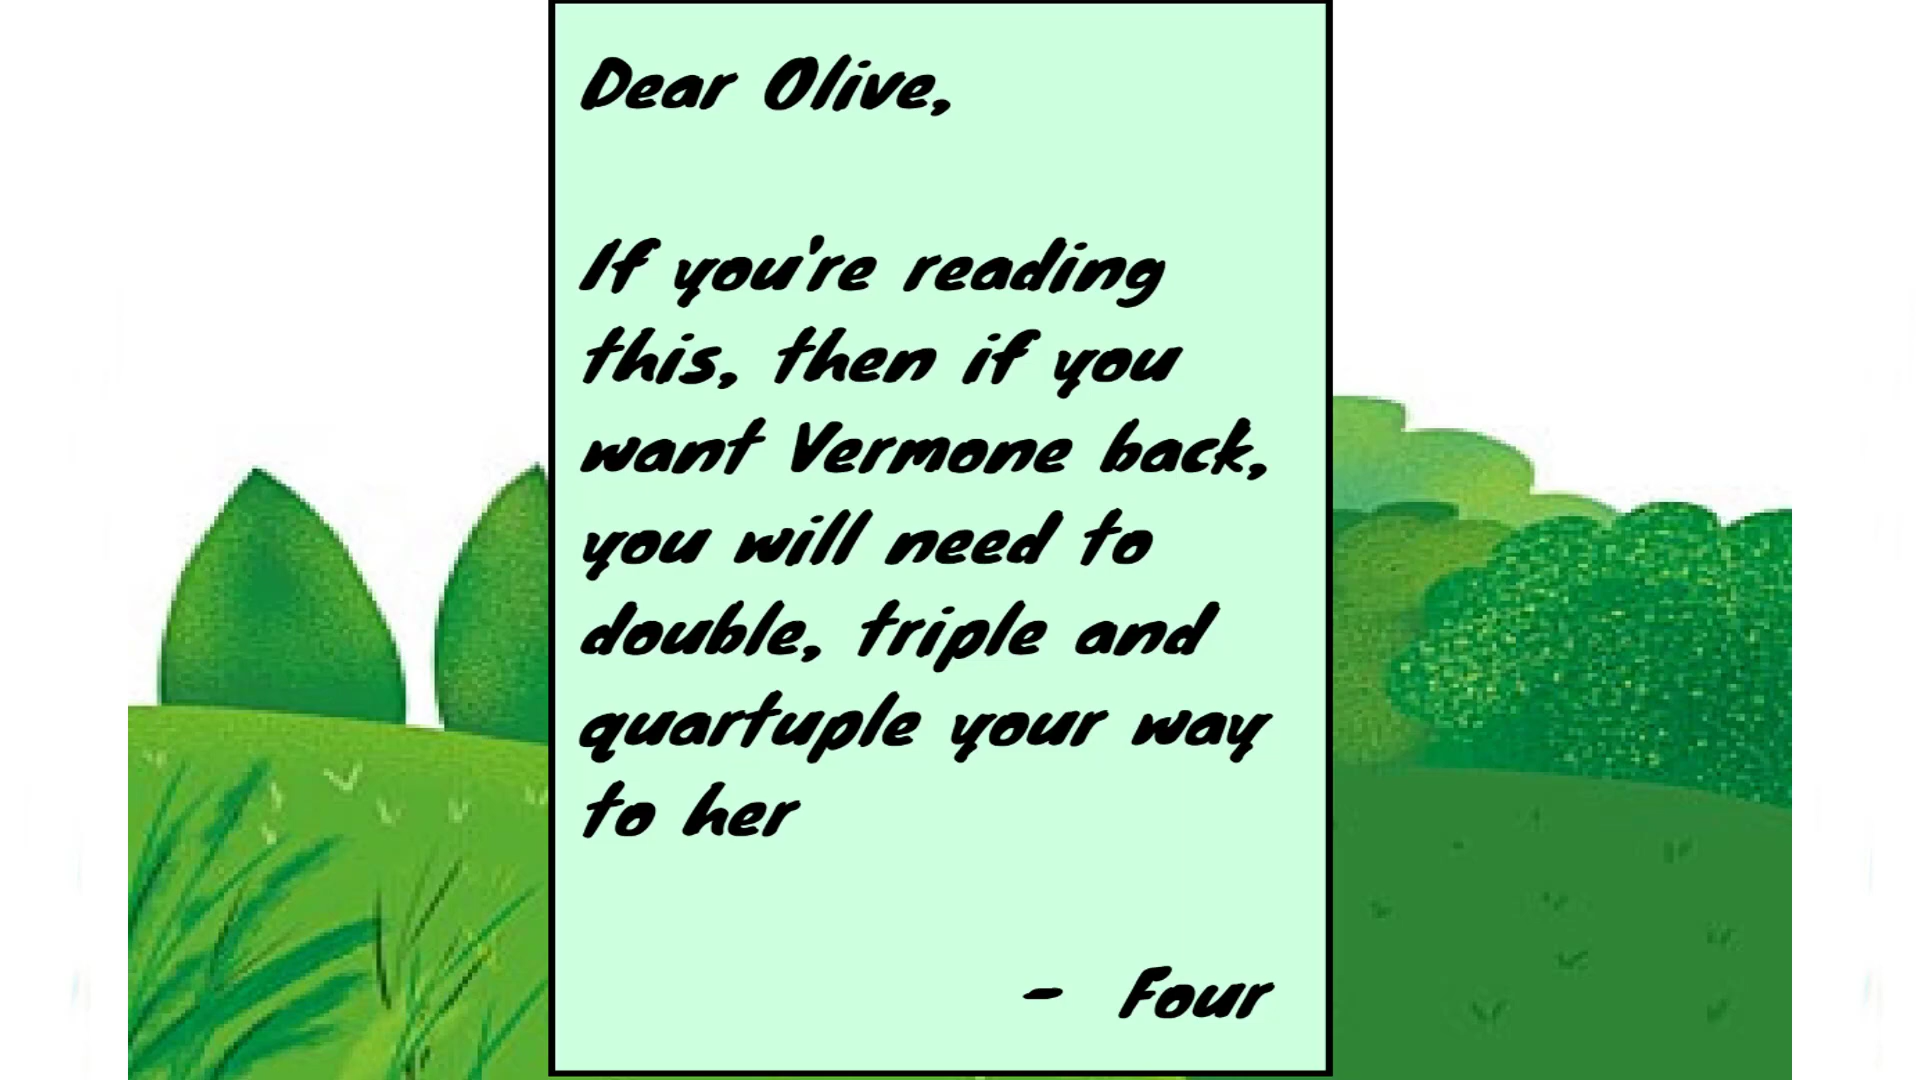 Dear Olive,
If you're reading
this, then if you
want Vermone back,
you will need to
double, triple and
quartuple your way
to her
- Four